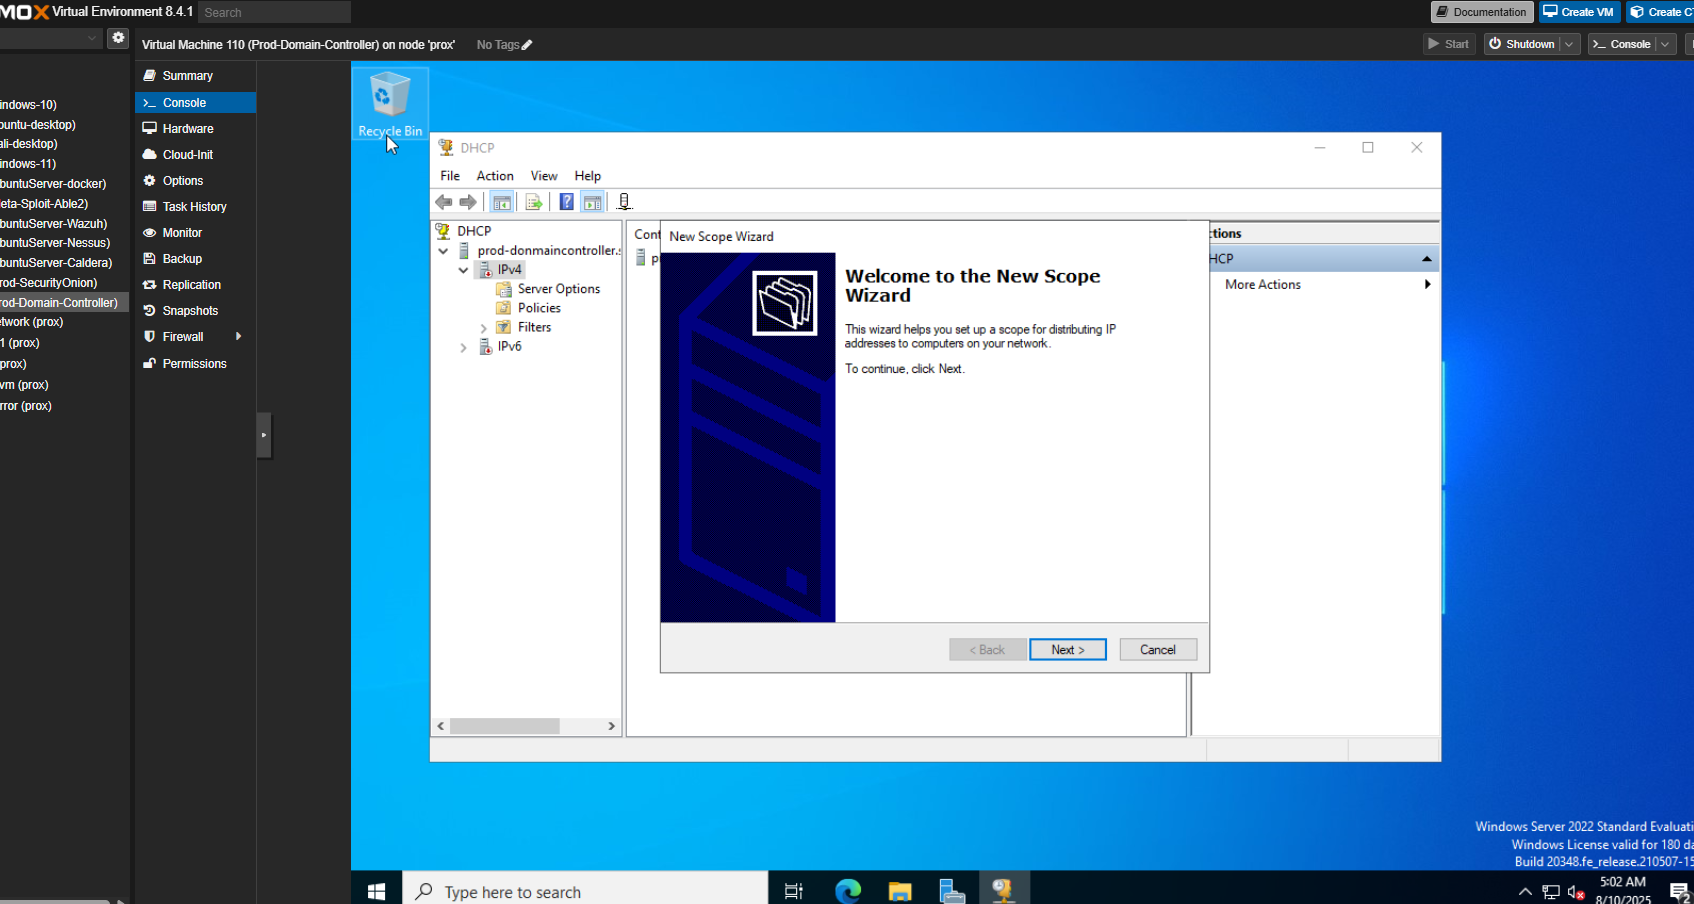 MOX Virtual Environment 8.4.1
Search
Documentation
Create VM
Create CT
Virtual Machine 110 (Prod-Domain-Controller) on node 'prox'
No Tags
Start
Shutdown
Console
indows-10)
buntu-desktop)
ali-desktop)
indows-11)
buntuServer-docker)
leta-Sploit-Able2)
buntuServer-Wazuh)
buntuServer-Nessus)
buntuServer-Caldera)
rod-SecurityOnion)
rod-Domain-Controller)
etwork (prox)
1 (prox)
prox)
vm (prox)
rror (prox)
Summary
Console
Hardware
Cloud-Init
Options
Task History
Monitor
Backup
Replication
Snapshots
Firewall
Permissions
Recycle Bin
DHCP
File Action View Help
DHCP
prod-donmaincontroller.s
IPv4
Server Options
Policies
Filters
IPv6
Cont
p
New Scope Wizard
Welcome to the New Scope
Wizard
This wizard helps you set up a scope for distributing IP
addresses to computers on your network.
To continue, click Next.
< Back
Next >
Cancel
ctions
HCP
More Actions
Windows Server 2022 Standard Evaluati
Windows License valid for 180 da
Build 20348.fe_release.210507-15
Type here to search
5:02 AM
8/10/2025
2